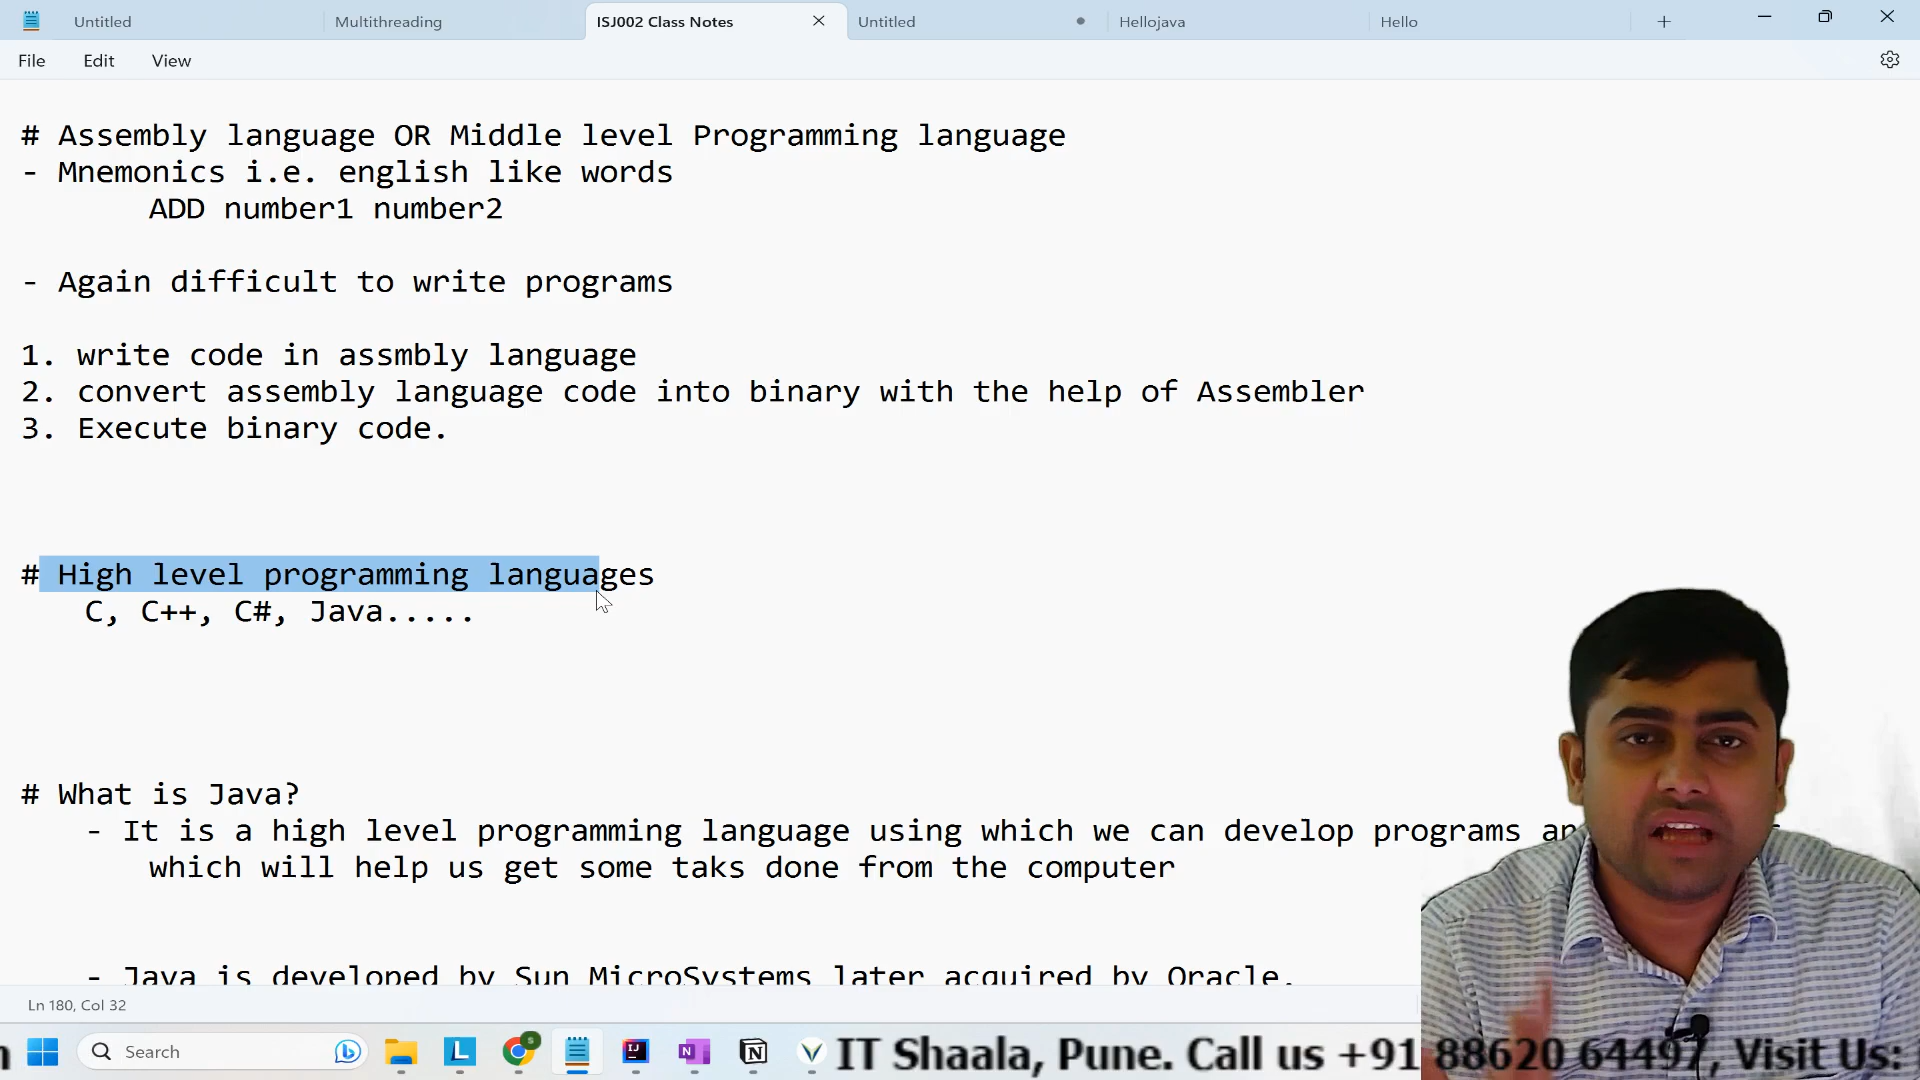 Untitled
Multithreading
ISJ002 Class Notes
Untitled
Hellojava
Hello
File Edit View
# Assembly language OR Middle level Programming language
- Mnemonics i.e. english like words
ADD number1 number2
- Again difficult to write programs
1. write code in assmbly language
2. convert assembly language code into binary with the help of Assembler
3. Execute binary code.
# High level programming languages
C, C++, C#, Java.....
# What is Java?
- It is a high level programming language using which we can develop programs
which will help us get some taks done from the computer
- Java is developed by Sun MicroSystems later acquired by Oracle.
Ln 180, Col 32
Search
IT Shaala, Pune. Call us +91 88620 64497, Visit Us: